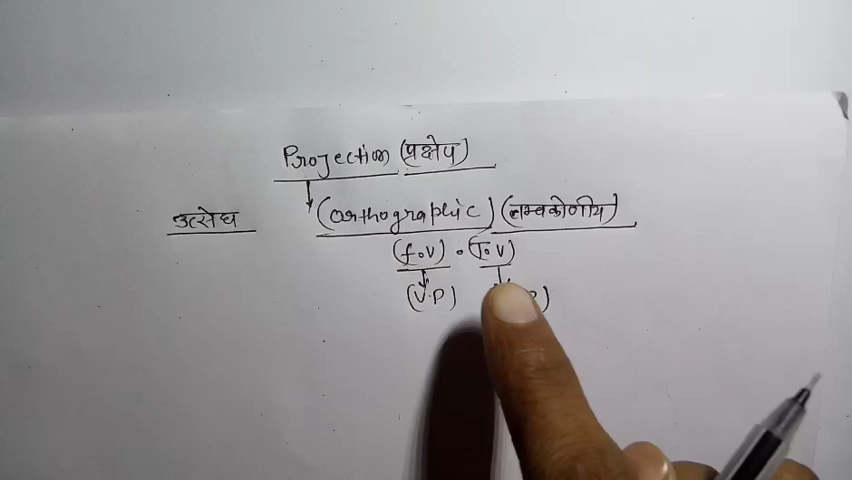 Projection (प्रक्षेप)
उत्सेध (orthographic) (लम्बकोणीय)
(f.v) . (T.v)
(V.P) P)